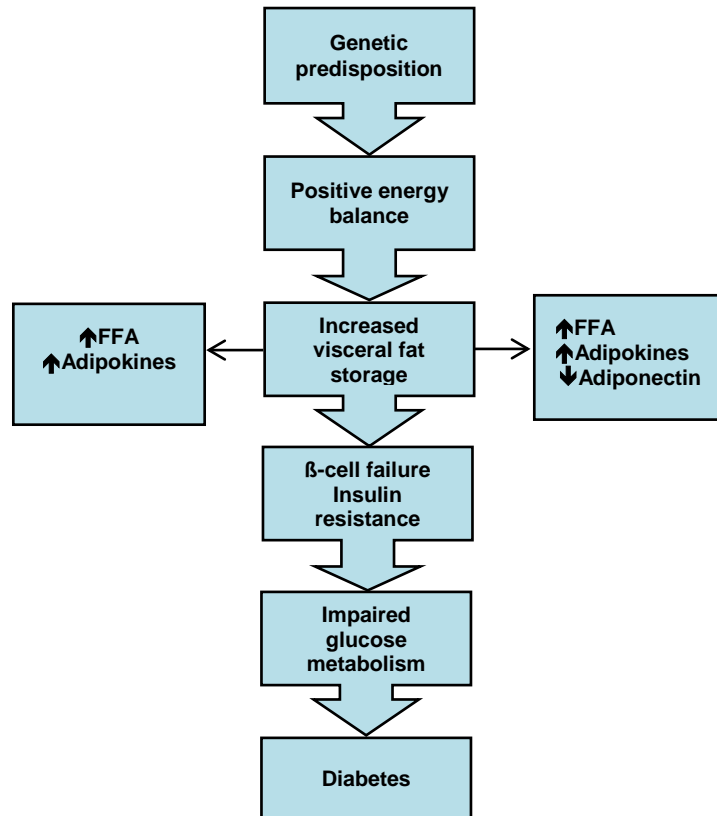 Genetic
predisposition
Positive energy
balance
↑FFA
↑Adipokines
Increased
visceral fat
storage
↑FFA
↑Adipokines
↓Adiponectin
ß-cell failure
Insulin
resistance
Impaired
glucose
metabolism
Diabetes